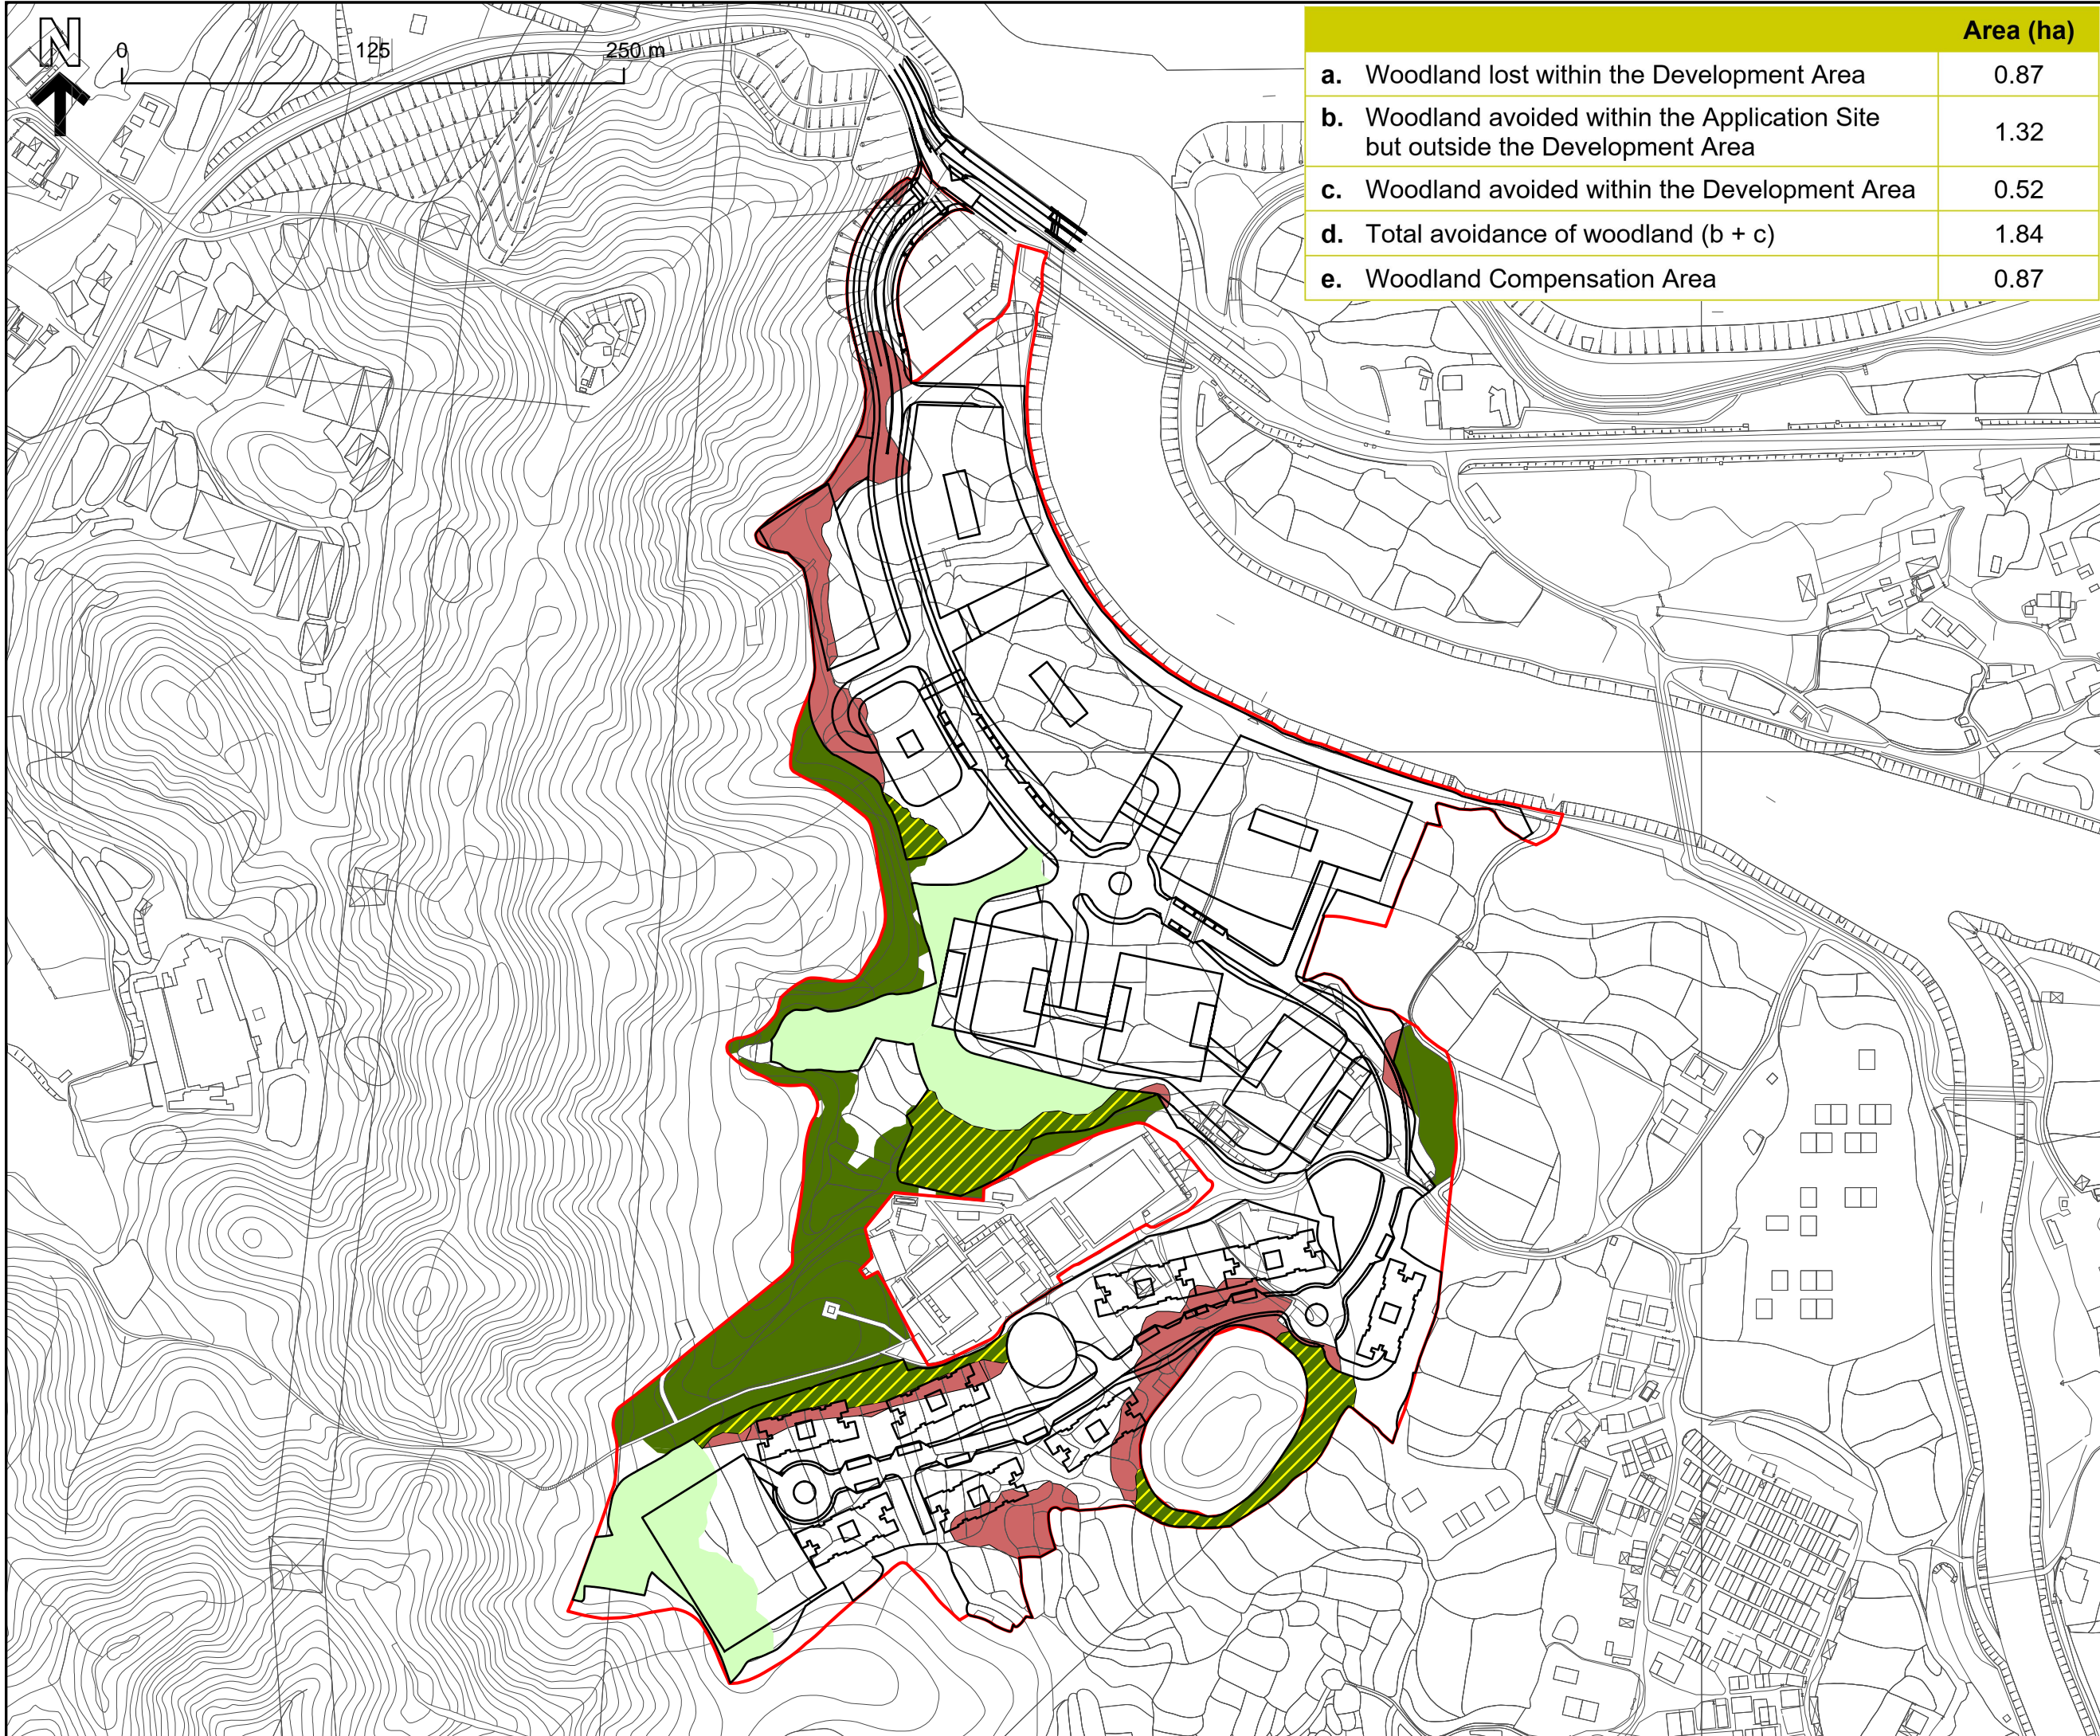 N
0 125 250 m
Area (ha)
a. Woodland lost within the Development Area 0.87
b. Woodland avoided within the Application Site
but outside the Development Area 1.32
c. Woodland avoided within the Development Area 0.52
d. Total avoidance of woodland (b + c) 1.84
e. Woodland Compensation Area 0.87